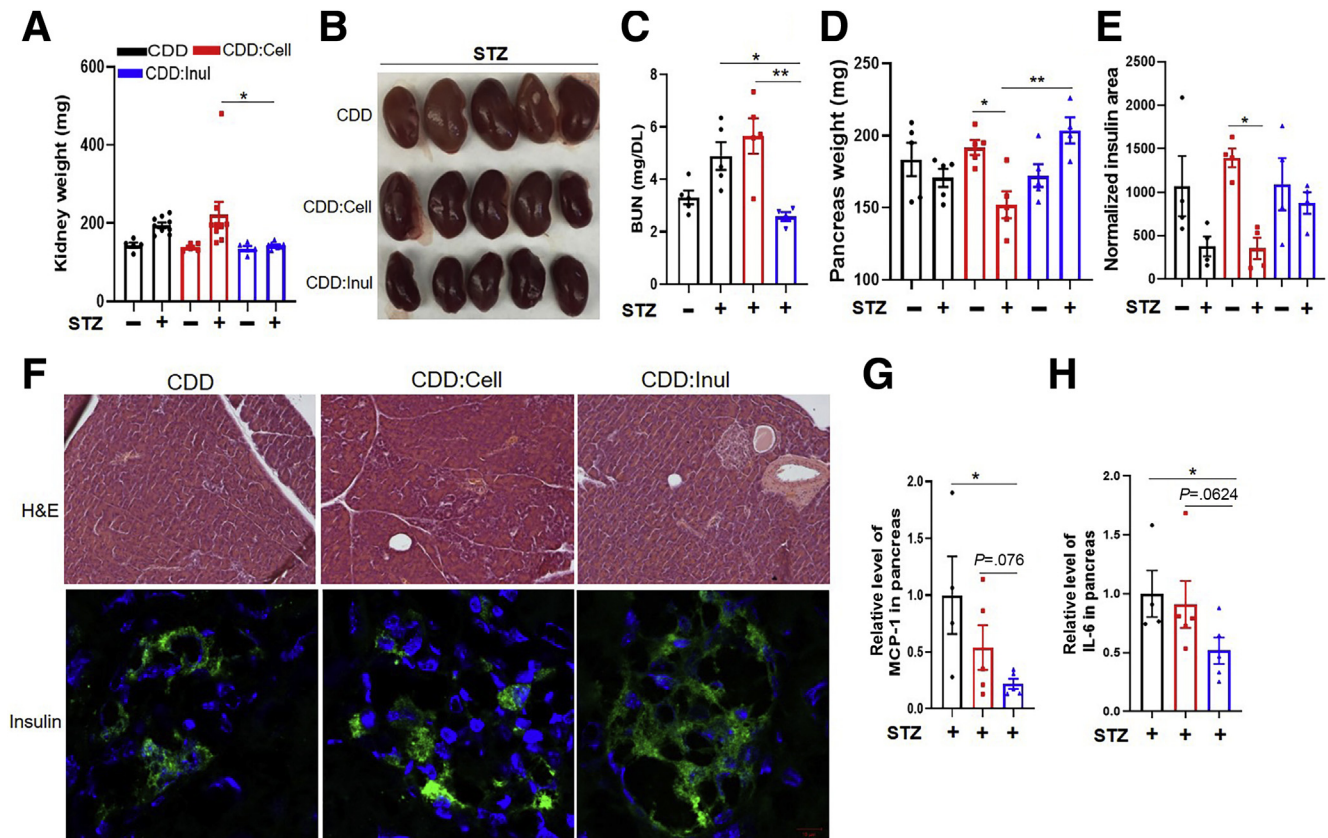 A
CDD CDD:Cell
CDD:Inul
Kidney weight (mg)
600
400
200
0
STZ − + − + − +
*
B
STZ
CDD
CDD:Cell
CDD:Inul
C
BUN (mg/DL)
8
6
4
2
0
*
**
STZ − + + +
D
Pancreas weight (mg)
250
200
150
100
*
**
STZ − + − + − +
E
Normalized insulin area
2500
2000
1500
1000
500
0
*
STZ − + − + − +
F
CDD CDD:Cell CDD:Inul
H&E
Insulin
G
Relative level of
MCP-1 in pancreas
2.0
1.5
1.0
0.5
0.0
*
P=.076
STZ + + +
H
Relative level of
IL-6 in pancreas
2.0
1.5
1.0
0.5
0.0
*
P=.0624
STZ + + +